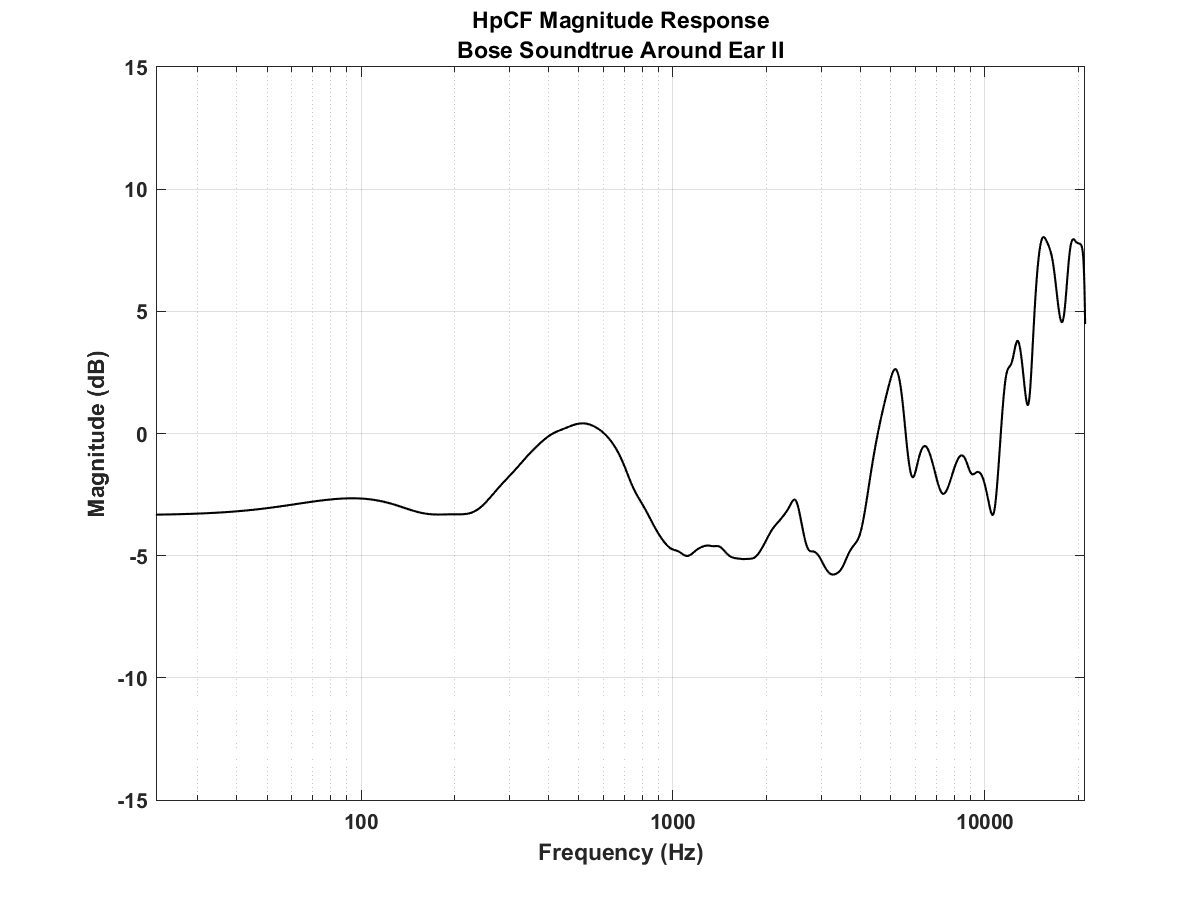 HpCF Magnitude Response
Bose Soundtrue Around Ear II
15
10
5
0
-5
-10
-15
Magnitude (dB)
100
1000
10000
Frequency (Hz)